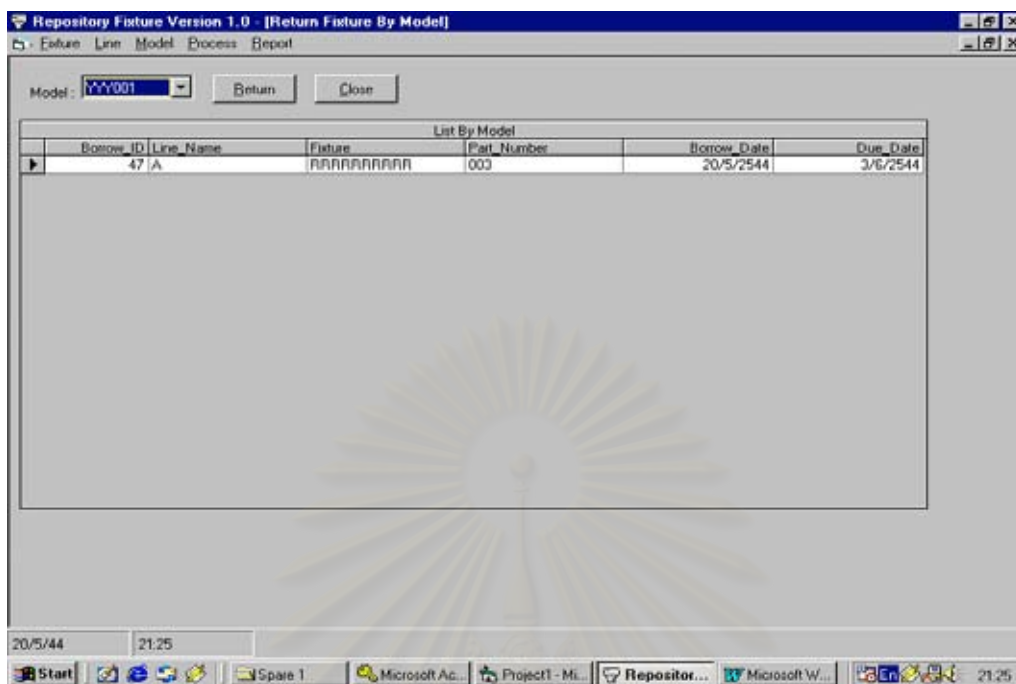 Repository Fixture Version 1.0 - [Return Fixture By Model]
Fixture Line Model Process Report
Model : YYY001 Return Close
List By Model
Borrow_ID Line_Name Fixture Part_Number Borrow_Date Due_Date
47 A 003 20/5/2544 3/6/2544
20/5/44 21:25
Start Spare 1 Microsoft Ac... Project1 - Mi... Repositor... Microsoft W... En 21:25